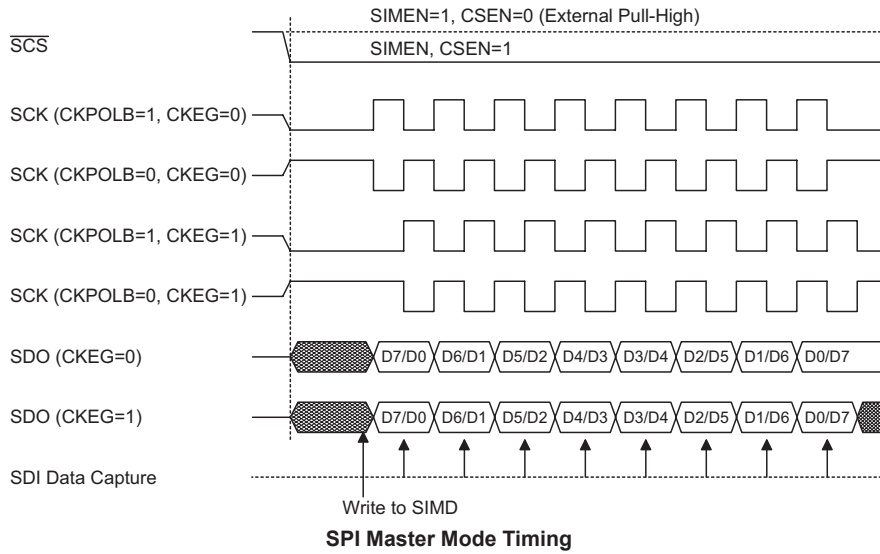 SIMEN=1, CSEN=0 (External Pull-High)
SCS
SIMEN, CSEN=1
SCK (CKPOLB=1, CKEG=0)
SCK (CKPOLB=0, CKEG=0)
SCK (CKPOLB=1, CKEG=1)
SCK (CKPOLB=0, CKEG=1)
SDO (CKEG=0) D7/D0 D6/D1 D5/D2 D4/D3 D3/D4 D2/D5 D1/D6 D0/D7
SDO (CKEG=1) D7/D0 D6/D1 D5/D2 D4/D3 D3/D4 D2/D5 D1/D6 D0/D7
SDI Data Capture
Write to SIMD
SPI Master Mode Timing